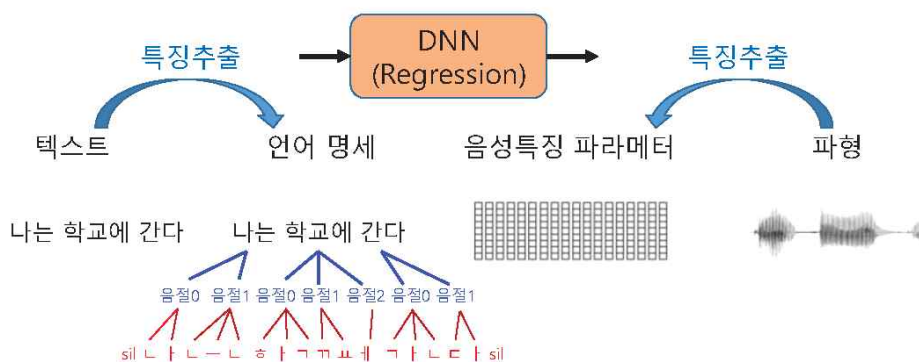 특징추출
DNN
(Regression)
특징추출
텍스트
언어 명세
음성특징 파라메터
파형
나는 학교에 간다
나는 학교에 간다
음절0 음절1 음절0 음절1 음절2 음절0 음절1
sil ㄴ ㅏ ㄴ ㅡ ㄴ ㅎ ㅏ ㄱ ㄲ ㅛ ㅔ ㄱ ㅏ ㄴ ㄷ ㅏ sil